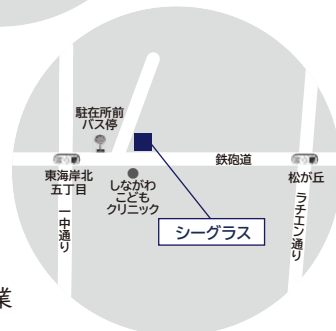 駐在所前
バス停
鉄砲道
東海岸北
五丁目
しながわ
こども
クリニック
松が丘
一中通り
ラチエン通り
シーグラス
業